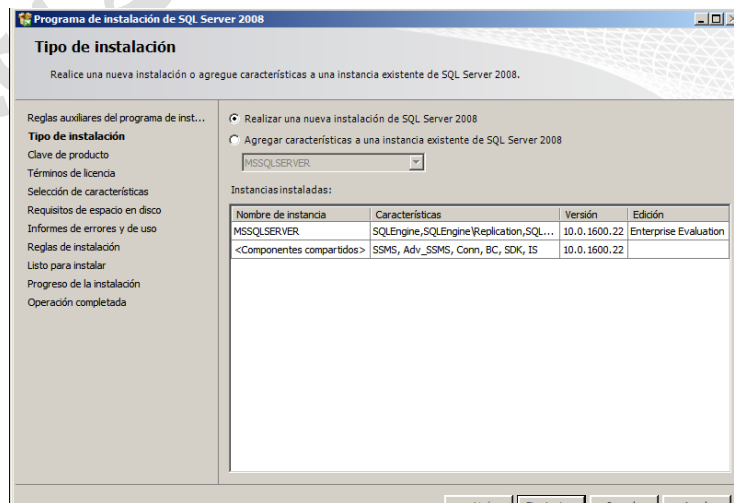 Programa de instalación de SQL Server 2008
Tipo de instalación
Realice una nueva instalación o agregue características a una instancia existente de SQL Server 2008.
Reglas auxiliares del programa de inst...
Tipo de instalación
Clave de producto
Términos de licencia
Selección de características
Requisitos de espacio en disco
Informes de errores y de uso
Reglas de instalación
Listo para instalar
Progreso de la instalación
Operación completada
Realizar una nueva instalación de SQL Server 2008
Agregar características a una instancia existente de SQL Server 2008
MSSQLSERVER
Instancias instaladas:
Nombre de instancia Características Versión Edición
MSSQLSERVER SQLEngine,SQLEngine\Replication,SQL... 10.0.1600.22 Enterprise Evaluation
<Componentes compartidos> SSMS, Adv_SSMS, Conn, BC, SDK, IS 10.0.1600.22